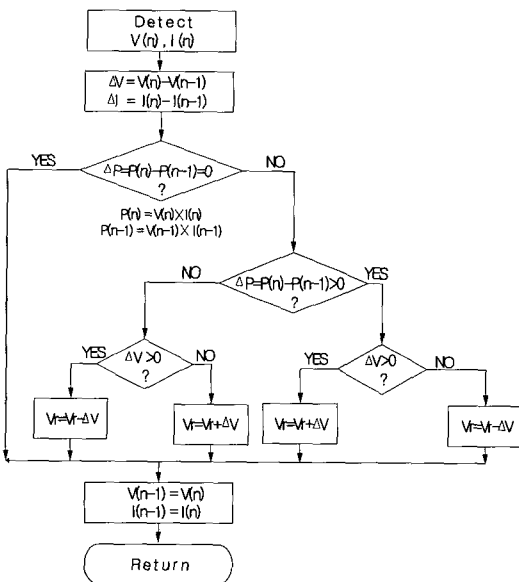 Detect
V(n), I(n)
ΔV=V(n)-V(n-1)
ΔI = I(n)-I(n-1)
YES
ΔP=P(n)-P(n-1)=0
?
NO
P(n)=V(n)XI(n)
P(n-1)=V(n-1)XI(n-1)
NO
ΔP=P(n)-P(n-1)>0
?
YES
YES
ΔV>0
?
NO
YES
ΔV>0
?
NO
Vr=Vr-ΔV
Vr=Vr+ΔV
Vr=Vr+ΔV
Vr=Vr-ΔV
V(n-1)=V(n)
I(n-1)=I(n)
Return